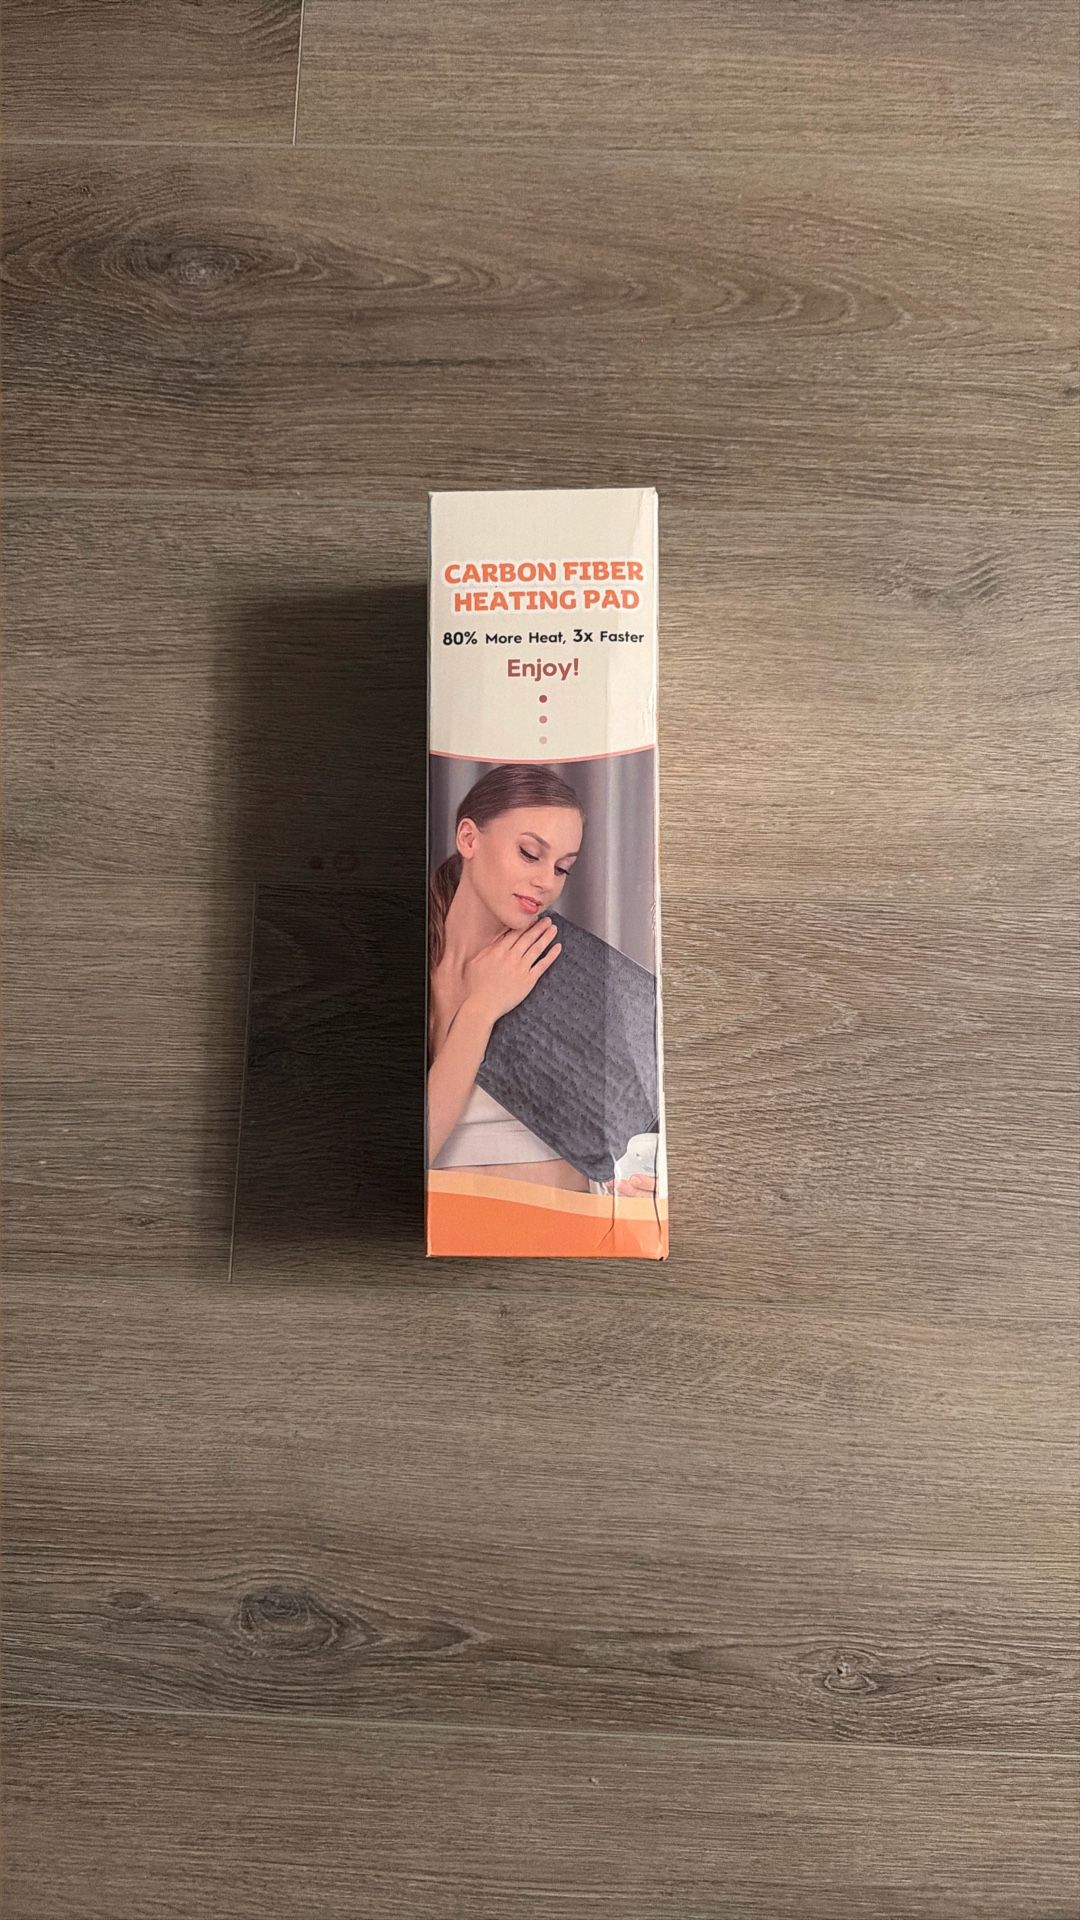 CARBON FIBER
HEATING PAD
80% More Heat, 3x Faster
Enjoy!